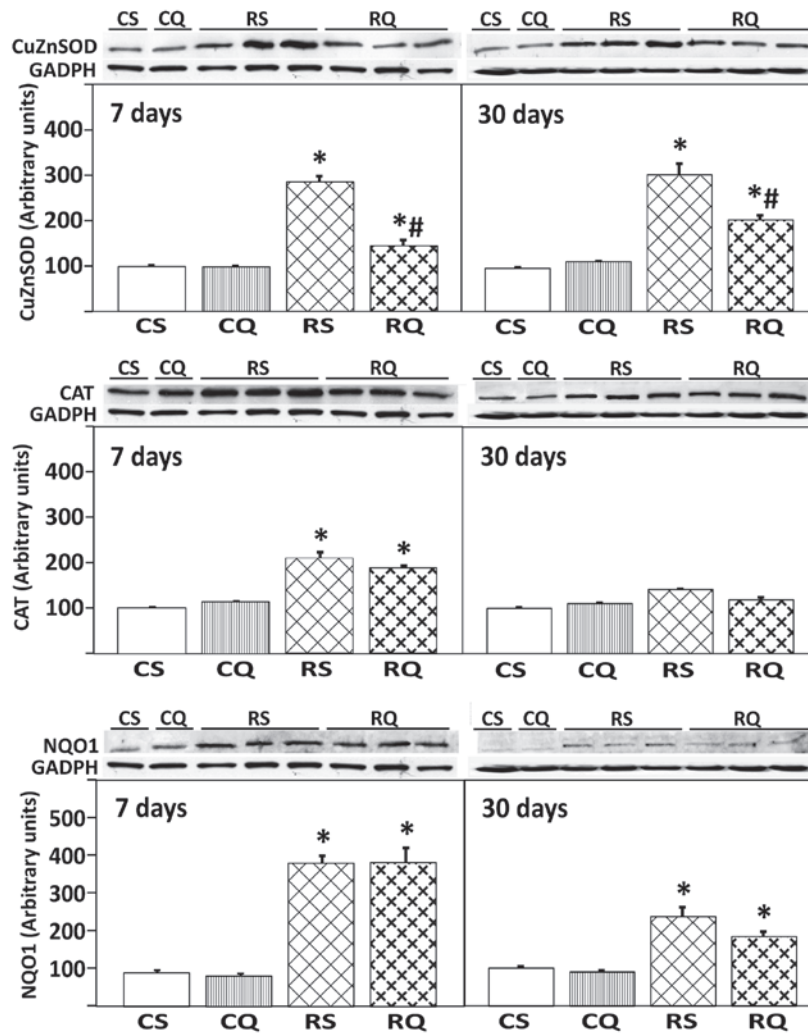 CS CQ RS RQ CS CQ RS RQ
CuZnSOD
GADPH
CuZnSOD (Arbitrary units)
400
300
200
100
7 days
*
*#
30 days
*
*#
CS CQ RS RQ CS CQ RS RQ
CS CQ RS RQ CS CQ RS RQ
CAT
GADPH
CAT (Arbitrary units)
400
300
200
100
7 days
*
*
30 days
CS CQ RS RQ CS CQ RS RQ
CS CQ RS RQ CS CQ RS RQ
NQO1
GADPH
NQO1 (Arbitrary units)
500
400
300
200
100
7 days
*
*
30 days
*
*
CS CQ RS RQ CS CQ RS RQ